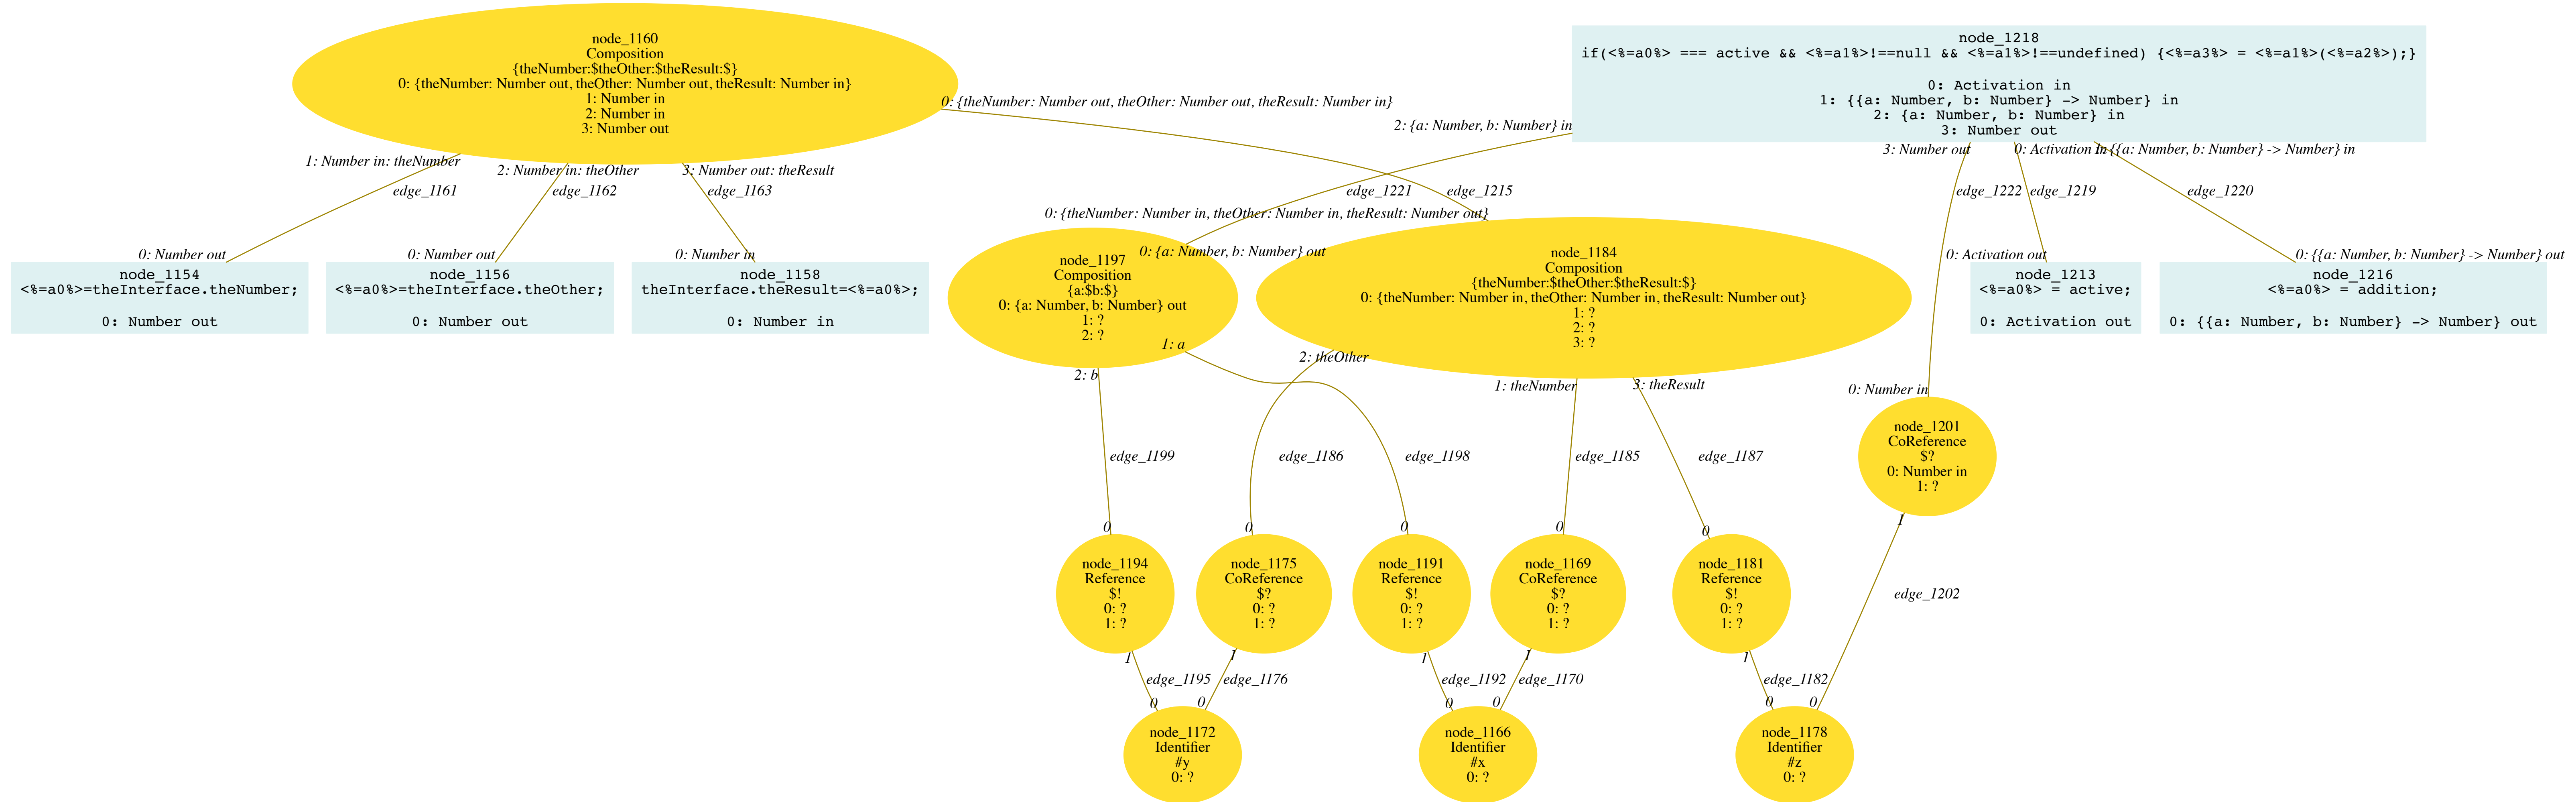 node_1160
Composition
{theNumber:$theOther:$theResult:$}
0: {theNumber: Number out, theOther: Number out, theResult: Number in}
1: Number in
2: Number in
3: Number out
node_1218
if(<%=a0%> === active && <%=a1%>!==null && <%=a1%>!==undefined) {<%=a3%> = <%=a1%>(<%=a2%>);}
0: Activation in
1: {{a: Number, b: Number} -> Number} in
2: {a: Number, b: Number} in
3: Number out
0: {theNumber: Number out, theOther: Number out, theResult: Number in}
2: {a: Number, b: Number} in
1: Number in: theNumber
2: Number in: theOther
3: Number out: theResult
3: Number out
0: Activation in
1: {{a: Number, b: Number} -> Number} in
edge_1161
edge_1162
edge_1163
edge_1221
edge_1215
edge_1222
edge_1219
edge_1220
0: {theNumber: Number in, theOther: Number in, theResult: Number out}
0: Number out
0: Number out
0: Number in
0: {a: Number, b: Number} out
0: Activation out
0: {{a: Number, b: Number} -> Number} out
node_1154
<%=a0%>=theInterface.theNumber;
0: Number out
node_1156
<%=a0%>=theInterface.theOther;
0: Number out
node_1158
theInterface.theResult=<%=a0%>;
0: Number in
node_1197
Composition
{a:$b:$}
0: {a: Number, b: Number} out
1: ?
2: ?
node_1184
Composition
{theNumber:$theOther:$theResult:$}
0: {theNumber: Number in, theOther: Number in, theResult: Number out}
1: ?
2: ?
3: ?
node_1213
<%=a0%> = active;
0: Activation out
node_1216
<%=a0%> = addition;
0: {{a: Number, b: Number} -> Number} out
1: a
2: b
2: theOther
1: theNumber
3: theResult
0: Number in
node_1201
CoReference
$?
0: Number in
1: ?
edge_1199
edge_1186
edge_1198
edge_1185
edge_1187
0
0
0
0
0
1
node_1194
Reference
$!
0: ?
1: ?
node_1175
CoReference
$?
0: ?
1: ?
node_1191
Reference
$!
0: ?
1: ?
node_1169
CoReference
$?
0: ?
1: ?
node_1181
Reference
$!
0: ?
1: ?
edge_1202
1
1
1
1
1
edge_1195
edge_1176
edge_1192
edge_1170
edge_1182
0
0
0
0
0
0
node_1172
Identifier
#y
0: ?
node_1166
Identifier
#x
0: ?
node_1178
Identifier
#z
0: ?